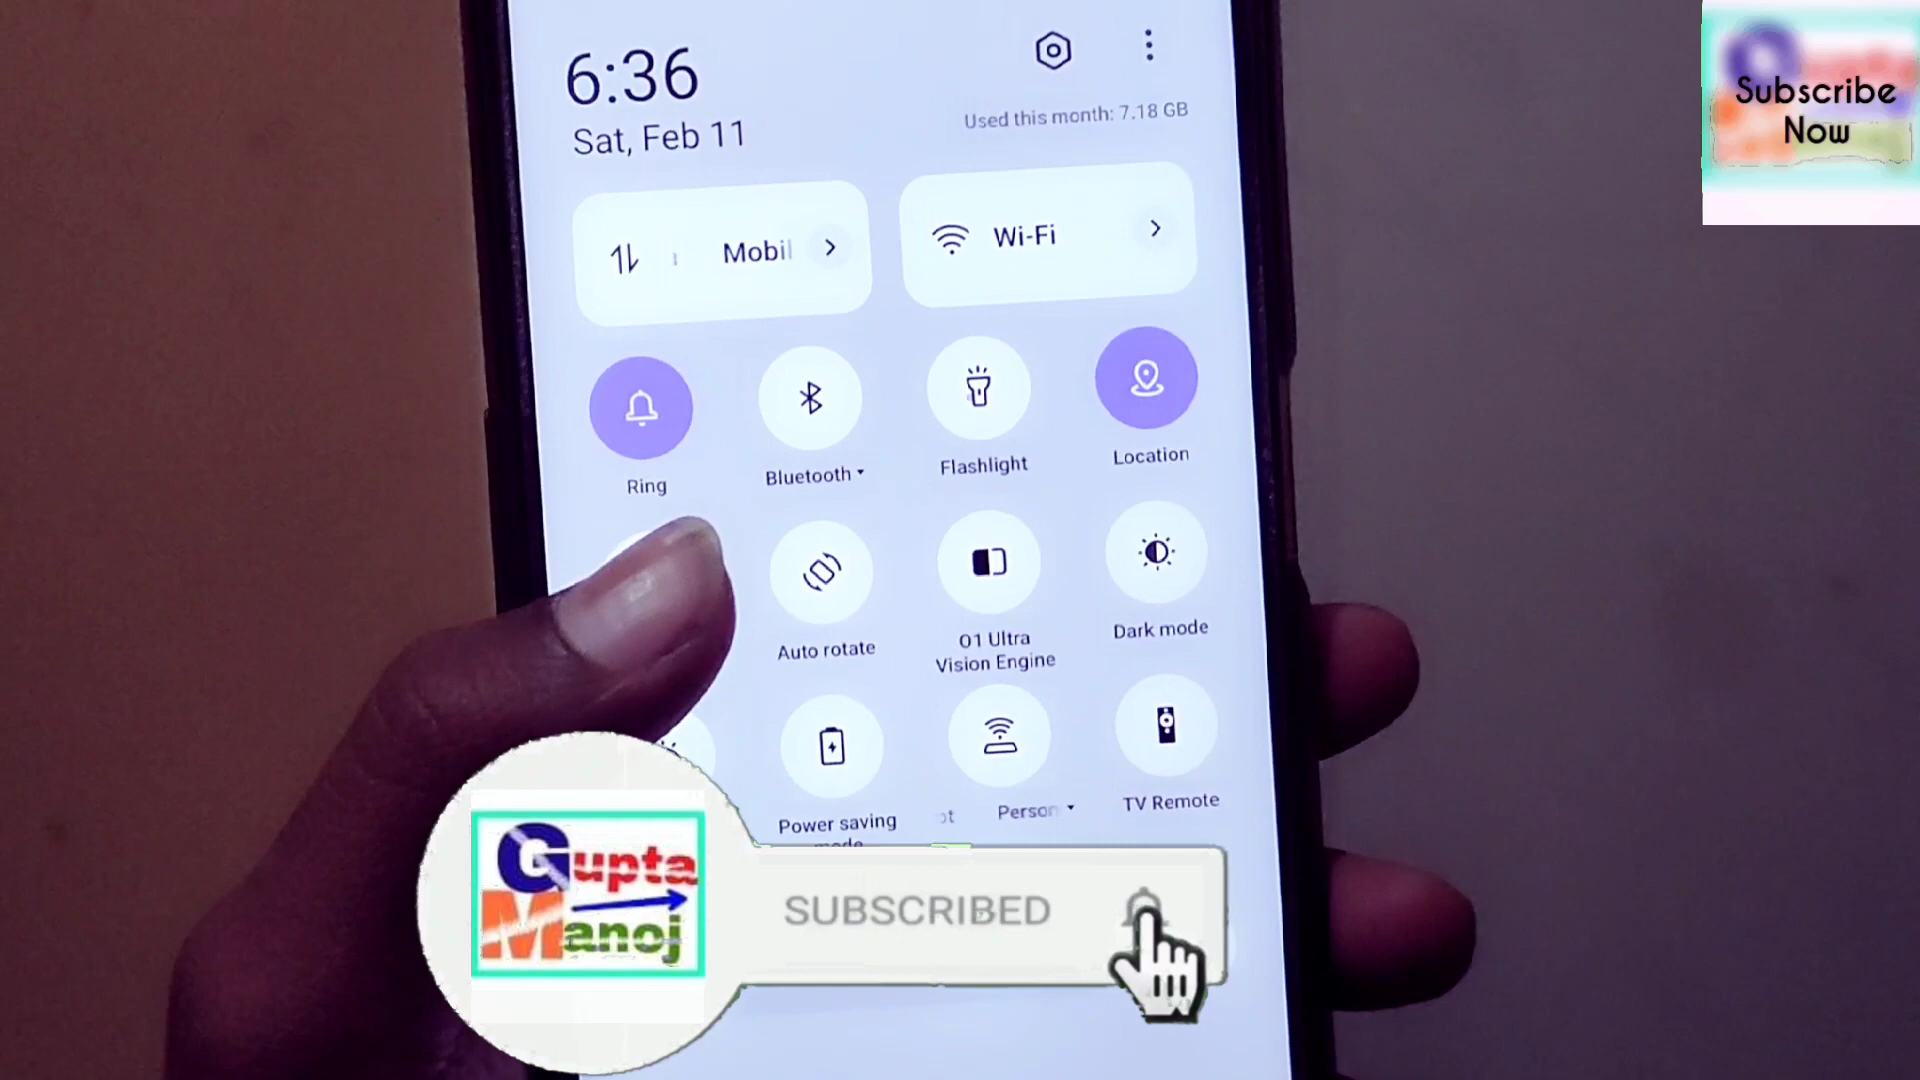 6:36
Sat, Feb 11
Used this month: 7.18 GB
Subscribe
Now
Mobil
Wi-Fi
Ring
Bluetooth
Flashlight
Location
Auto rotate
01 Ultra
Vision Engine
Dark mode
Power saving
Person
TV Remote
Gupta
Manoj
SUBSCRIBED